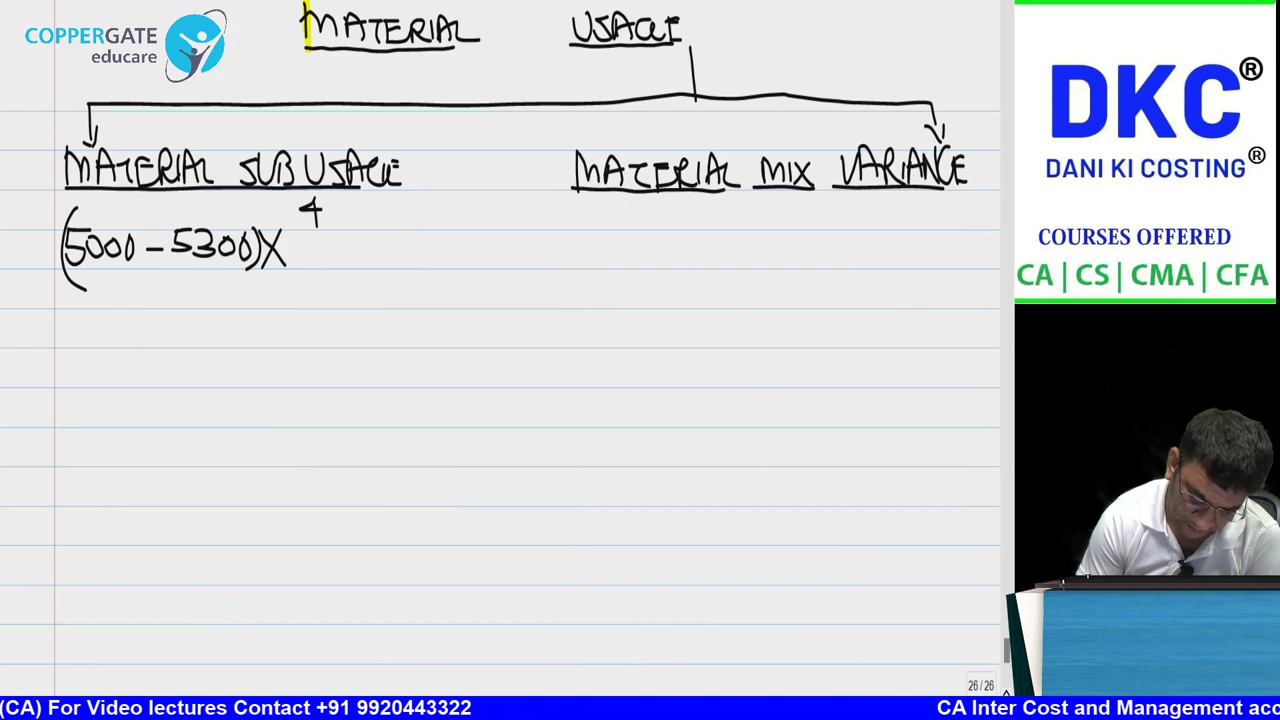 COPPERGATE
educare
MATERIAL USAGE
MATERIAL SUB USAGE
MATERIAL MIX VARIANCE
4
(5000 - 5300) X
DKC®
DANI KI COSTING®
COURSES OFFERED
CA | CS | CMA | CFA
26 / 26
(CA) For Video lectures Contact +91 9920443322
CA Inter Cost and Management acc